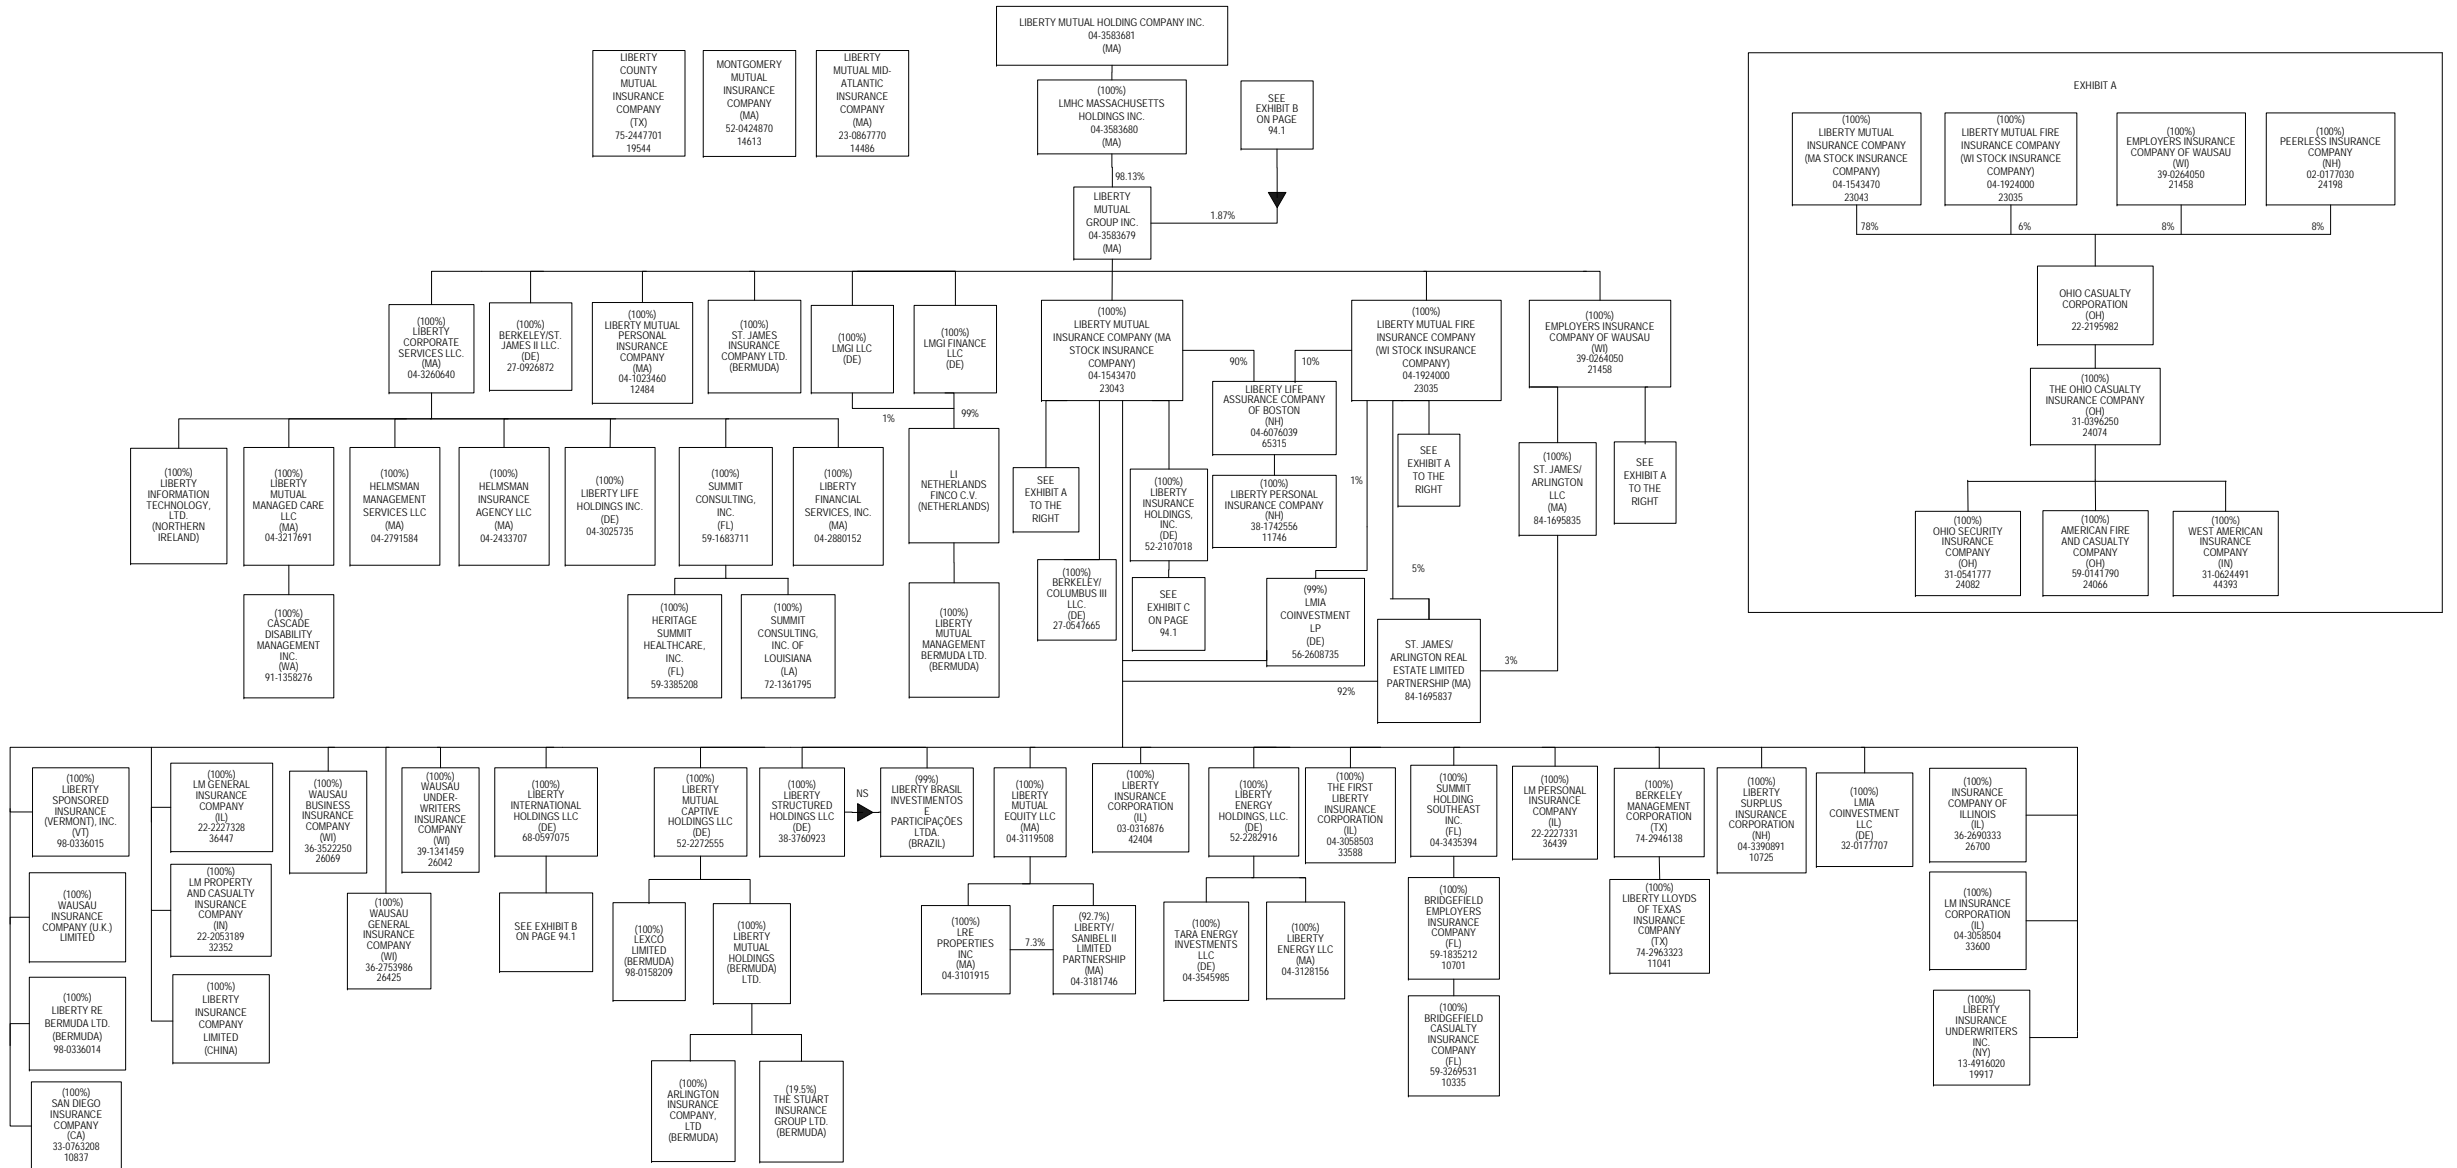 LIBERTY MUTUAL HOLDING COMPANY INC.
04-3583681
(MA)
LIBERTY
COUNTY
MUTUAL
INSURANCE
COMPANY
(TX)
75-2447701
19544
MONTGOMERY
MUTUAL
INSURANCE
COMPANY
(MA)
52-0424870
14613
LIBERTY
MUTUAL MID-
ATLANTIC
INSURANCE
COMPANY
(MA)
23-0867770
14486
(100%)
LMHC MASSACHUSETTS
HOLDINGS INC.
04-3583680
(MA)
SEE
EXHIBIT B
ON PAGE
94.1
98.13%
LIBERTY
MUTUAL
GROUP INC.
04-3583679
(MA)
1.87%
(100%)
LIBERTY
CORPORATE
SERVICES LLC.
(MA)
04-3260640
(100%)
BERKELEY/ST.
JAMES II LLC.
(DE)
27-0926872
(100%)
LIBERTY MUTUAL
PERSONAL
INSURANCE
COMPANY
(MA)
04-1023460
12484
(100%)
ST. JAMES
INSURANCE
COMPANY LTD.
(BERMUDA)
(100%)
LMGI LLC
(DE)
(100%)
LMGI FINANCE
LLC
(DE)
(100%)
LIBERTY MUTUAL
INSURANCE COMPANY (MA
STOCK INSURANCE
COMPANY)
04-1543470
23043
90%
10%
LIBERTY LIFE
ASSURANCE COMPANY
OF BOSTON
(NH)
04-6076039
65315
(100%)
LIBERTY MUTUAL FIRE
INSURANCE COMPANY
(WI STOCK INSURANCE
COMPANY)
04-1924000
23035
(100%)
EMPLOYERS INSURANCE
COMPANY OF WAUSAU
(WI)
39-0264050
21458
1%
99%
(100%)
LIBERTY
INFORMATION
TECHNOLOGY,
LTD.
(NORTHERN
IRELAND)
(100%)
LIBERTY
MUTUAL
MANAGED CARE
LLC
(MA)
04-3217691
(100%)
HELMSMAN
MANAGEMENT
SERVICES LLC
(MA)
04-2791584
(100%)
HELMSMAN
INSURANCE
AGENCY LLC
(MA)
04-2433707
(100%)
LIBERTY LIFE
HOLDINGS INC.
(DE)
04-3025735
(100%)
SUMMIT
CONSULTING,
INC.
(FL)
59-1683711
(100%)
LIBERTY
FINANCIAL
SERVICES, INC.
(MA)
04-2880152
LI
NETHERLANDS
FINCO C.V.
(NETHERLANDS)
SEE
EXHIBIT A
TO THE
RIGHT
(100%)
LIBERTY
INSURANCE
HOLDINGS,
INC.
(DE)
52-2107018
(100%)
LIBERTY PERSONAL
INSURANCE COMPANY
(NH)
38-1742556
11746
1%
SEE
EXHIBIT A
TO THE
RIGHT
(100%)
ST. JAMES/
ARLINGTON
LLC
(MA)
84-1695835
SEE
EXHIBIT A
TO THE
RIGHT
(100%)
CASCADE
DISABILITY
MANAGEMENT
INC.
(WA)
91-1358276
(100%)
HERITAGE
SUMMIT
HEALTHCARE,
INC.
(FL)
59-3385208
(100%)
SUMMIT
CONSULTING,
INC. OF
LOUISIANA
(LA)
72-1361795
(100%)
LIBERTY
MUTUAL
MANAGEMENT
BERMUDA LTD.
(BERMUDA)
(100%)
BERKELEY/
COLUMBUS III
LLC.
(DE)
27-0547665
SEE
EXHIBIT C
ON PAGE
94.1
(99%)
LMIA
COINVESTMENT
LP
(DE)
56-2608735
5%
ST. JAMES/
ARLINGTON REAL
ESTATE LIMITED
PARTNERSHIP (MA)
84-1695837
3%
92%
EXHIBIT A
(100%)
LIBERTY MUTUAL
INSURANCE COMPANY
(MA STOCK INSURANCE
COMPANY)
04-1543470
23043
(100%)
LIBERTY MUTUAL FIRE
INSURANCE COMPANY
(WI STOCK INSURANCE
COMPANY)
04-1924000
23035
(100%)
EMPLOYERS INSURANCE
COMPANY OF WAUSAU
(WI)
39-0264050
21458
(100%)
PEERLESS INSURANCE
COMPANY
(NH)
02-0177030
24198
78%
6%
8%
8%
OHIO CASUALTY
CORPORATION
(OH)
22-2195982
(100%)
THE OHIO CASUALTY
INSURANCE COMPANY
(OH)
31-0396250
24074
(100%)
OHIO SECURITY
INSURANCE
COMPANY
(OH)
31-0541777
24082
(100%)
AMERICAN FIRE
AND CASUALTY
COMPANY
(OH)
59-0141790
24066
(100%)
WEST AMERICAN
INSURANCE
COMPANY
(IN)
31-0624491
44393
(100%)
LIBERTY
SPONSORED
INSURANCE
(VERMONT), INC.
(VT)
98-0336015
(100%)
LM GENERAL
INSURANCE
COMPANY
(IL)
22-2227328
36447
(100%)
WAUSAU
BUSINESS
INSURANCE
COMPANY
(WI)
36-3522250
26069
(100%)
WAUSAU
UNDER-
WRITERS
INSURANCE
COMPANY
(WI)
39-1341459
26042
(100%)
LIBERTY
INTERNATIONAL
HOLDINGS LLC
(DE)
68-0597075
(100%)
LIBERTY
MUTUAL
CAPTIVE
HOLDINGS LLC
(DE)
52-2272555
(100%)
LIBERTY
STRUCTURED
HOLDINGS LLC
(DE)
38-3760923
NS
(99%)
LIBERTY BRASIL
INVESTIMENTOS
E
PARTICIPAÇÕES
LTDA.
(BRAZIL)
(100%)
LIBERTY
MUTUAL
EQUITY LLC
(MA)
04-3119508
(100%)
LIBERTY
INSURANCE
CORPORATION
(IL)
03-0316876
42404
(100%)
LIBERTY
ENERGY
HOLDINGS, LLC.
(DE)
52-2282916
(100%)
THE FIRST
LIBERTY
INSURANCE
CORPORATION
(IL)
04-3058503
33588
(100%)
SUMMIT
HOLDING
SOUTHEAST
INC.
(FL)
04-3435394
(100%)
LM PERSONAL
INSURANCE
COMPANY
(IL)
22-2227331
36439
(100%)
BERKELEY
MANAGEMENT
CORPORATION
(TX)
74-2946138
(100%)
LIBERTY
SURPLUS
INSURANCE
CORPORATION
(NH)
04-3390891
10725
(100%)
LMIA
COINVESTMENT
LLC
(DE)
32-0177707
(100%)
INSURANCE
COMPANY OF
ILLINOIS
(IL)
36-2690333
26700
(100%)
WAUSAU
INSURANCE
COMPANY (U.K.)
LIMITED
(100%)
LM PROPERTY
AND CASUALTY
INSURANCE
COMPANY
(IN)
22-2053189
32352
(100%)
WAUSAU
GENERAL
INSURANCE
COMPANY
(WI)
36-2753986
26425
SEE EXHIBIT B
ON PAGE 94.1
(100%)
LEXCO
LIMITED
(BERMUDA)
98-0158209
(100%)
LIBERTY
MUTUAL
HOLDINGS
(BERMUDA)
LTD.
(100%)
LRE
PROPERTIES
INC
(MA)
04-3101915
7.3%
(92.7%)
LIBERTY/
SANIBEL II
LIMITED
PARTNERSHIP
(MA)
04-3181746
(100%)
TARA ENERGY
INVESTMENTS
LLC
(DE)
04-3545985
(100%)
LIBERTY
ENERGY LLC
(MA)
04-3128156
(100%)
BRIDGEFIELD
EMPLOYERS
INSURANCE
COMPANY
(FL)
59-1835212
10701
(100%)
LIBERTY LLOYDS
OF TEXAS
INSURANCE
COMPANY
(TX)
74-2963323
11041
(100%)
LM INSURANCE
CORPORATION
(IL)
04-3058504
33600
(100%)
LIBERTY RE
BERMUDA LTD.
(BERMUDA)
98-0336014
(100%)
LIBERTY
INSURANCE
COMPANY
LIMITED
(CHINA)
(100%)
BRIDGEFIELD
CASUALTY
INSURANCE
COMPANY
(FL)
59-3269531
10335
(100%)
LIBERTY
INSURANCE
UNDERWRITERS
INC.
(NY)
13-4916020
19917
(100%)
SAN DIEGO
INSURANCE
COMPANY
(CA)
33-0763208
10837
(100%)
ARLINGTON
INSURANCE
COMPANY,
LTD
(BERMUDA)
(19.5%)
THE STUART
INSURANCE
GROUP LTD.
(BERMUDA)